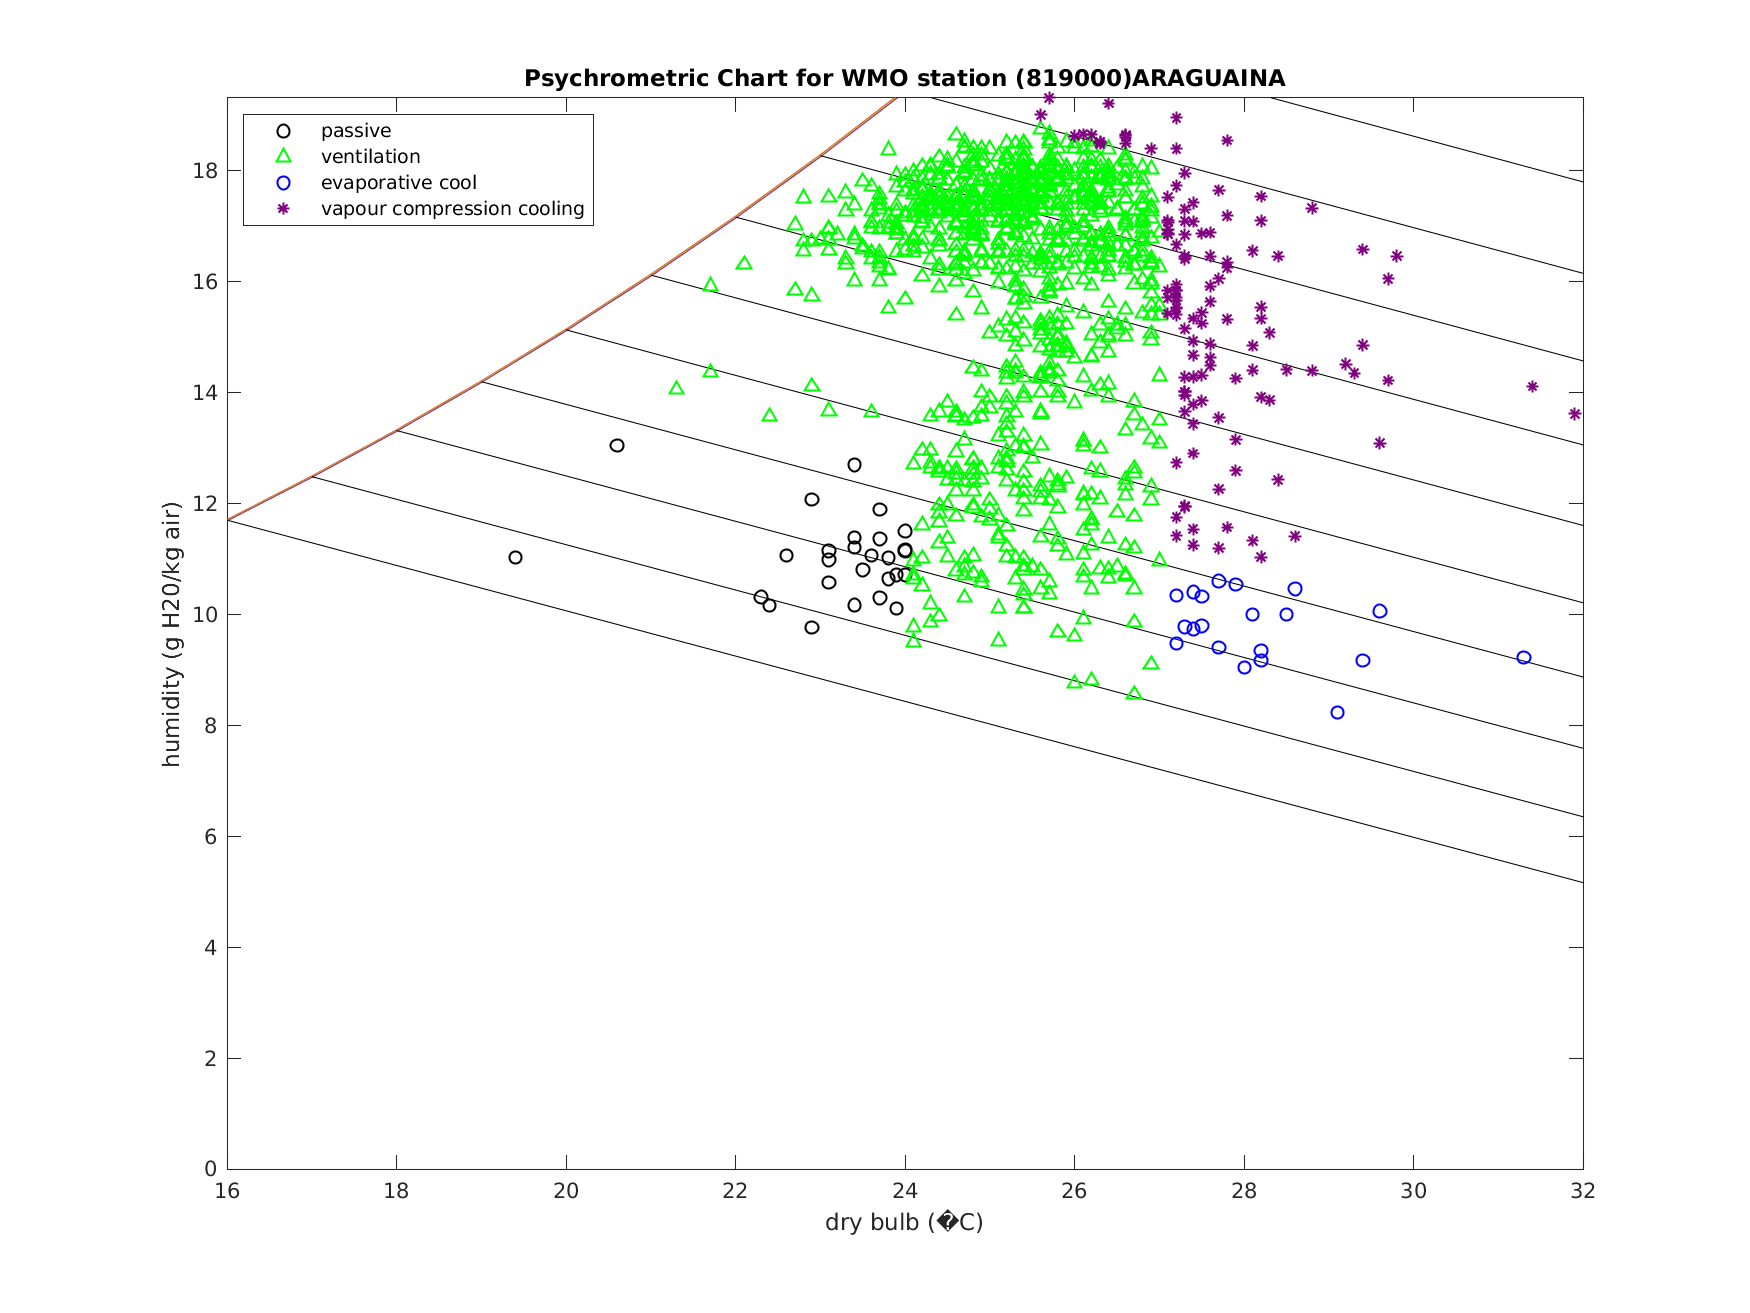 Psychrometric Chart for WMO station (819000)ARAGUAINA
passive
ventilation
evaporative cool
vapour compression cooling
humidity (g H20/kg air)
18
16
14
12
10
8
6
4
2
0
16 18 20 22 24 26 28 30 32
dry bulb (�C)